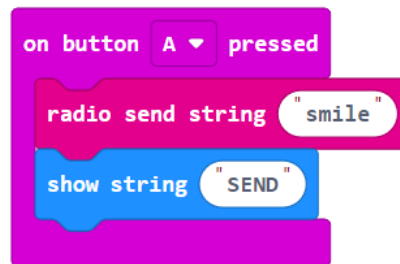 on button A pressed
radio send string "smile"
show string "SEND"